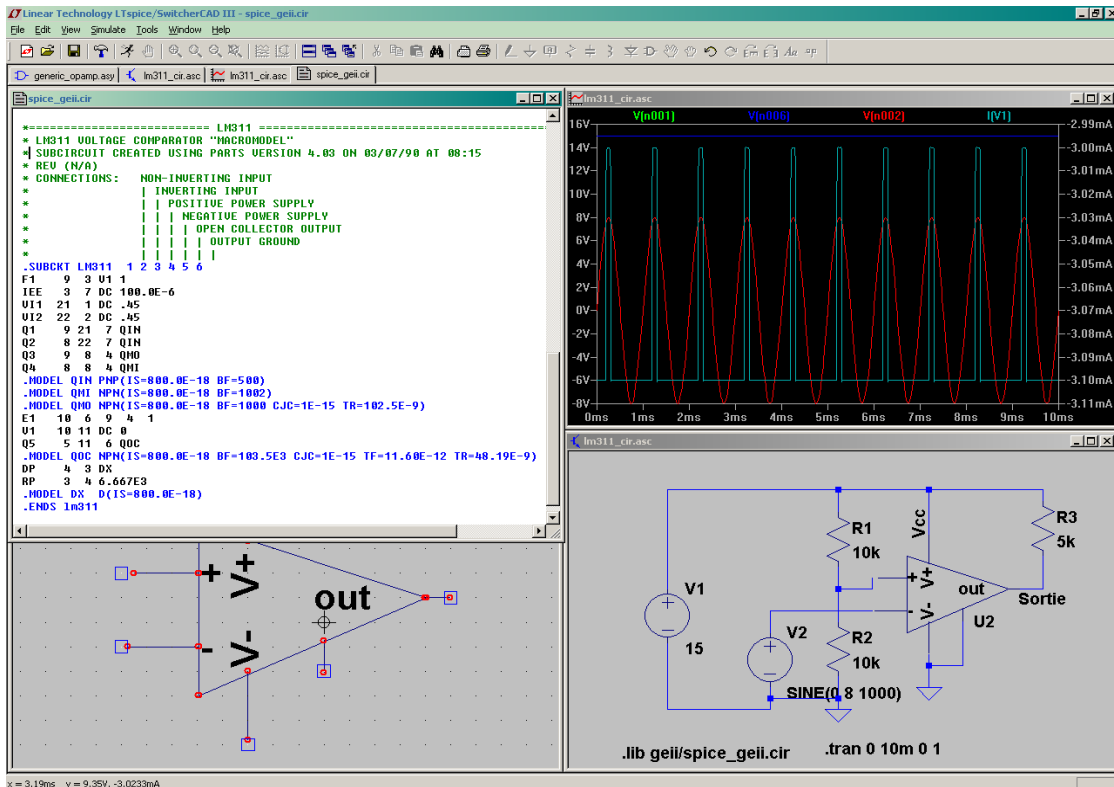 Linear Technology LTspice/SwitcherCAD III - spice_geii.cir
File Edit View Simulate Tools Window Help
generic_opamp.asy lm311_cir.asc lm311_cir.asc spice_geii.cir
spice_geii.cir
*========================= LM311 ========================================
* LM311 VOLTAGE COMPARATOR "MACROMODEL"
* SUBCIRCUIT CREATED USING PARTS VERSION 4.03 ON 03/07/90 AT 08:15
* REV (N/A)
* CONNECTIONS: NON-INVERTING INPUT
* | INVERTING INPUT
* | | POSITIVE POWER SUPPLY
* | | | NEGATIVE POWER SUPPLY
* | | | | OPEN COLLECTOR OUTPUT
* | | | | | OUTPUT GROUND
* | | | | | |
.SUBCKT LM311 1 2 3 4 5 6
F1 9 3 V1 1
IEE 3 7 DC 100.0E-6
VI1 21 1 DC .45
VI2 22 2 DC .45
Q1 9 21 7 QIN
Q2 8 22 7 QIN
Q3 9 8 4 QMO
Q4 8 8 4 QMI
.MODEL QIN PNP(IS=800.0E-18 BF=500)
.MODEL QMI NPN(IS=800.0E-18 BF=1002)
.MODEL QMO NPN(IS=800.0E-18 BF=1000 CJC=1E-15 TR=102.5E-9)
E1 10 6 9 4 1
V1 10 11 DC 0
Q5 5 11 6 QOC
.MODEL QOC NPN(IS=800.0E-18 BF=103.5E3 CJC=1E-15 TF=11.60E-12 TR=48.19E-9)
DP 4 3 DX
RP 3 4 6.667E3
.MODEL DX D(IS=800.0E-18)
.ENDS lm311
+
V+
out
-
V-
lm311_cir.asc
V(n001) V(n006) V(n002) I(V1)
16V -2.99mA
14V -3.00mA
12V -3.01mA
10V -3.02mA
8V -3.03mA
6V -3.04mA
4V -3.05mA
2V -3.06mA
0V -3.07mA
-2V -3.08mA
-4V -3.09mA
-6V -3.10mA
-8V -3.11mA
0ms 1ms 2ms 3ms 4ms 5ms 6ms 7ms 8ms 9ms 10ms
lm311_cir.asc
R1
10k
Vcc
R3
5k
V1
15
V2
+ V+
out
- V-
Sortie
U2
R2
10k
SINE(0 8 1000)
.lib geii/spice_geii.cir
.tran 0 10m 0 1
x = 3.19ms y = 9.35V, -3.0233mA